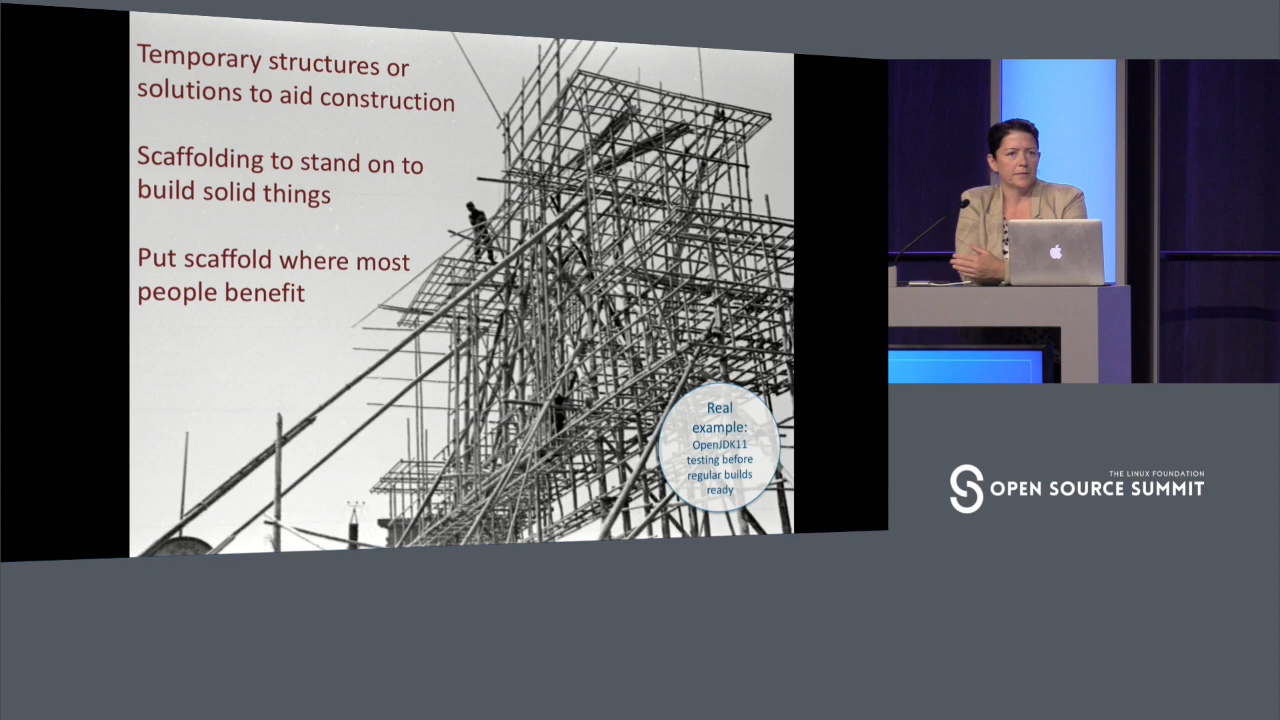 Temporary structures or
solutions to aid construction
Scaffolding to stand on to
build solid things
Put scaffold where most
people benefit
Real
example:
OpenJDK11
testing before
regular builds
ready
THE LINUX FOUNDATION
OPEN SOURCE SUMMIT